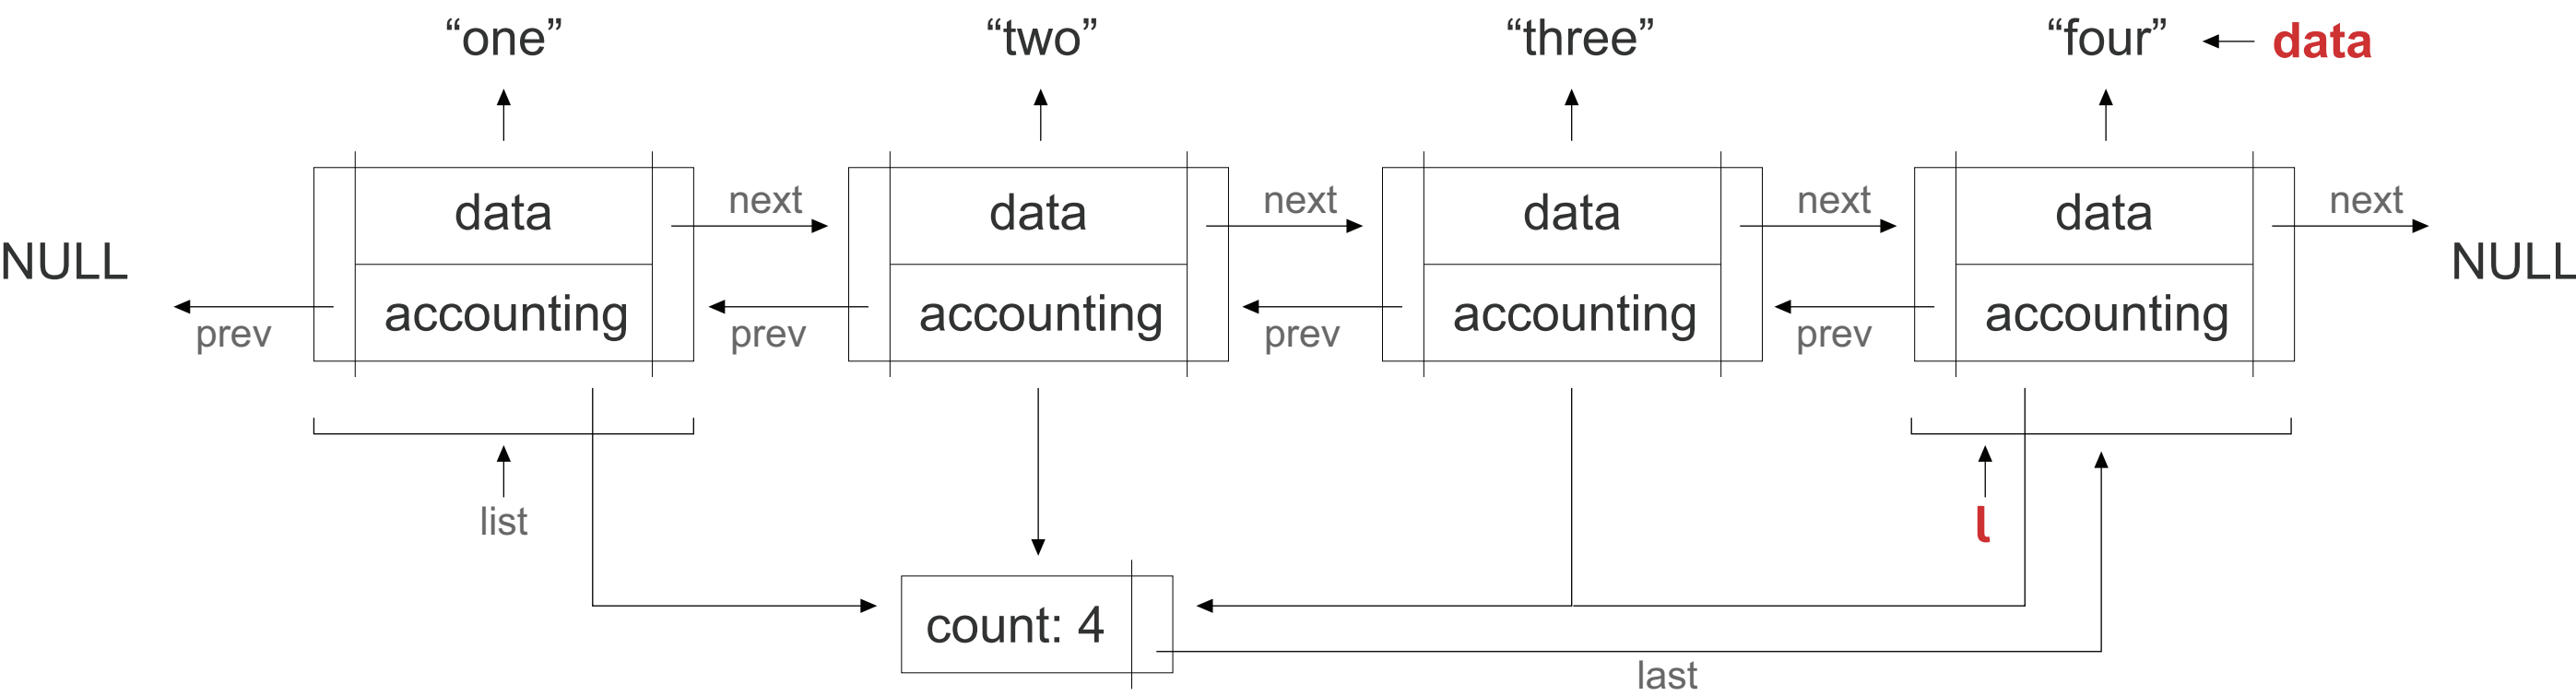 “one” “two” “three” “four” data
data next data next data next data next
NULL NULL
prev accounting prev accounting prev accounting prev accounting
list l
count: 4
last